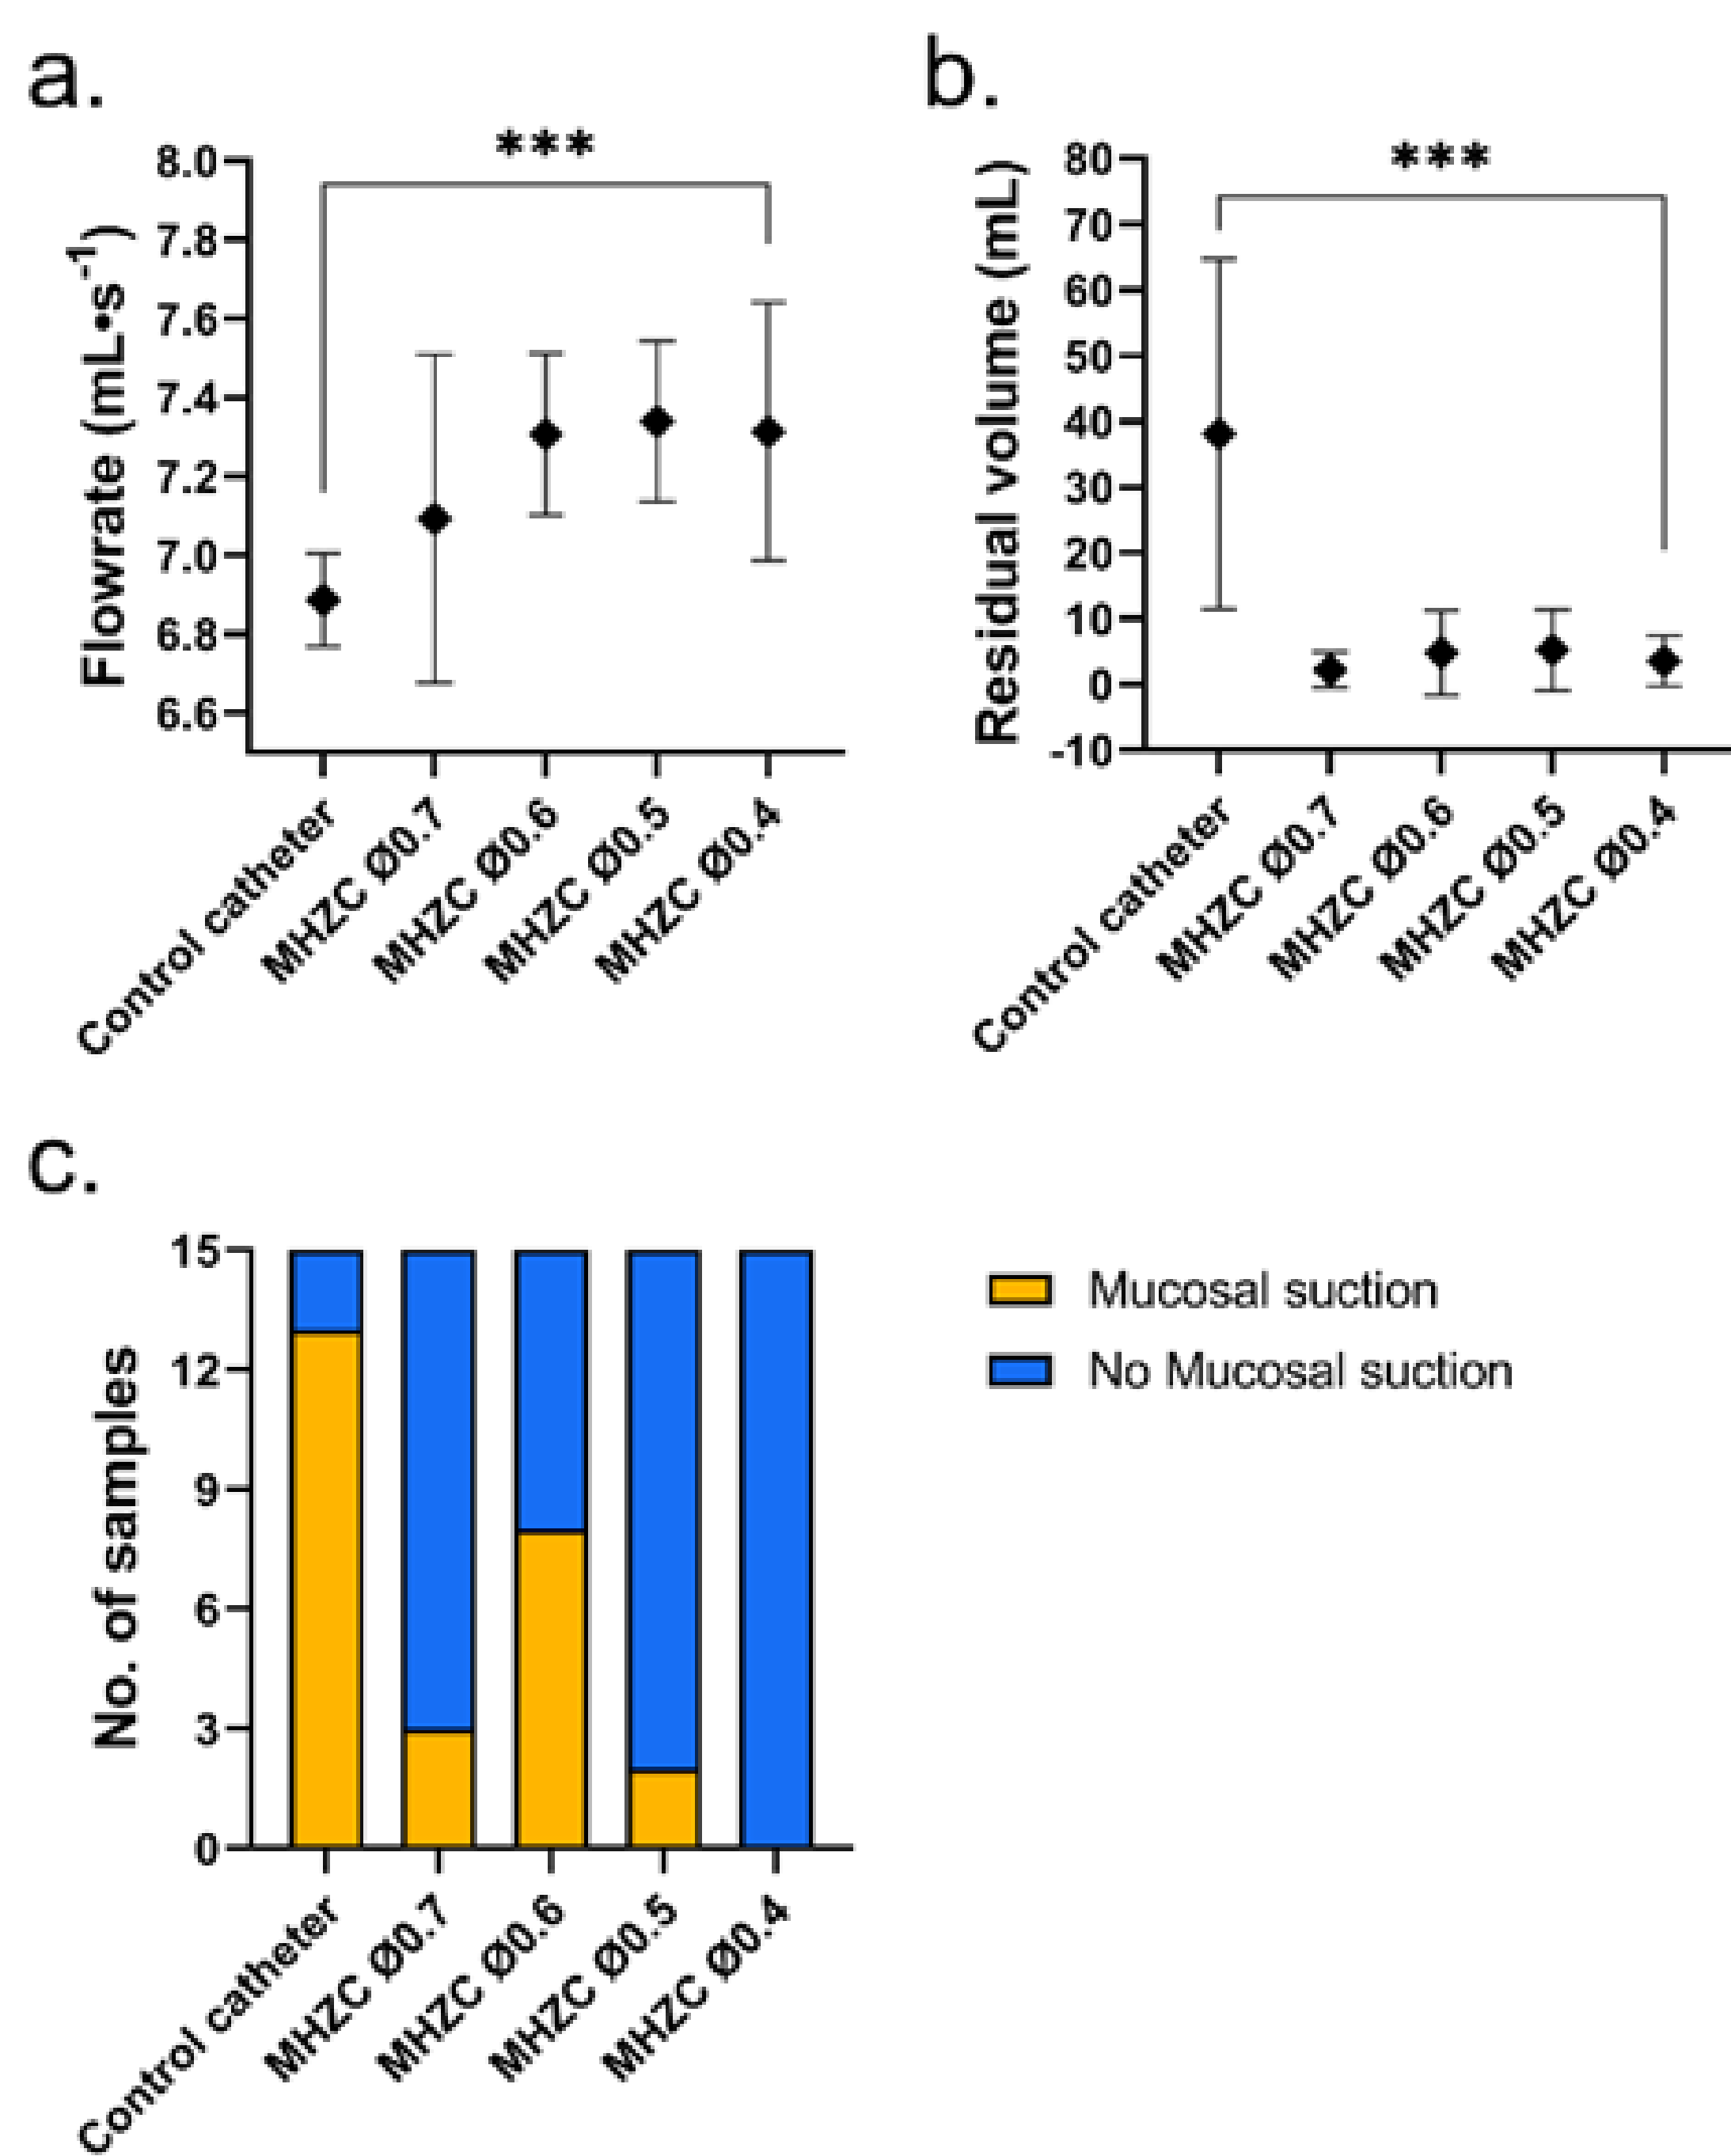 a.
***
Flowrate (mL•s⁻¹)
8.0
7.8
7.6
7.4
7.2
7.0
6.8
6.6
Control catheter
MHZC Ø0.7
MHZC Ø0.6
MHZC Ø0.5
MHZC Ø0.4
b.
***
Residual volume (mL)
80
70
60
50
40
30
20
10
0
-10
Control catheter
MHZC Ø0.7
MHZC Ø0.6
MHZC Ø0.5
MHZC Ø0.4
c.
No. of samples
15
12
9
6
3
0
Control catheter
MHZC Ø0.7
MHZC Ø0.6
MHZC Ø0.5
MHZC Ø0.4
Mucosal suction
No Mucosal suction